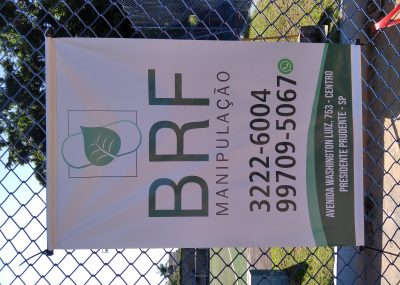 BRF
MANIPULAÇÃO
3222-6004
99709-5067
AVENIDA WASHINGTON LUIZ, 753 - CENTRO
PRESIDENTE PRUDENTE - SP